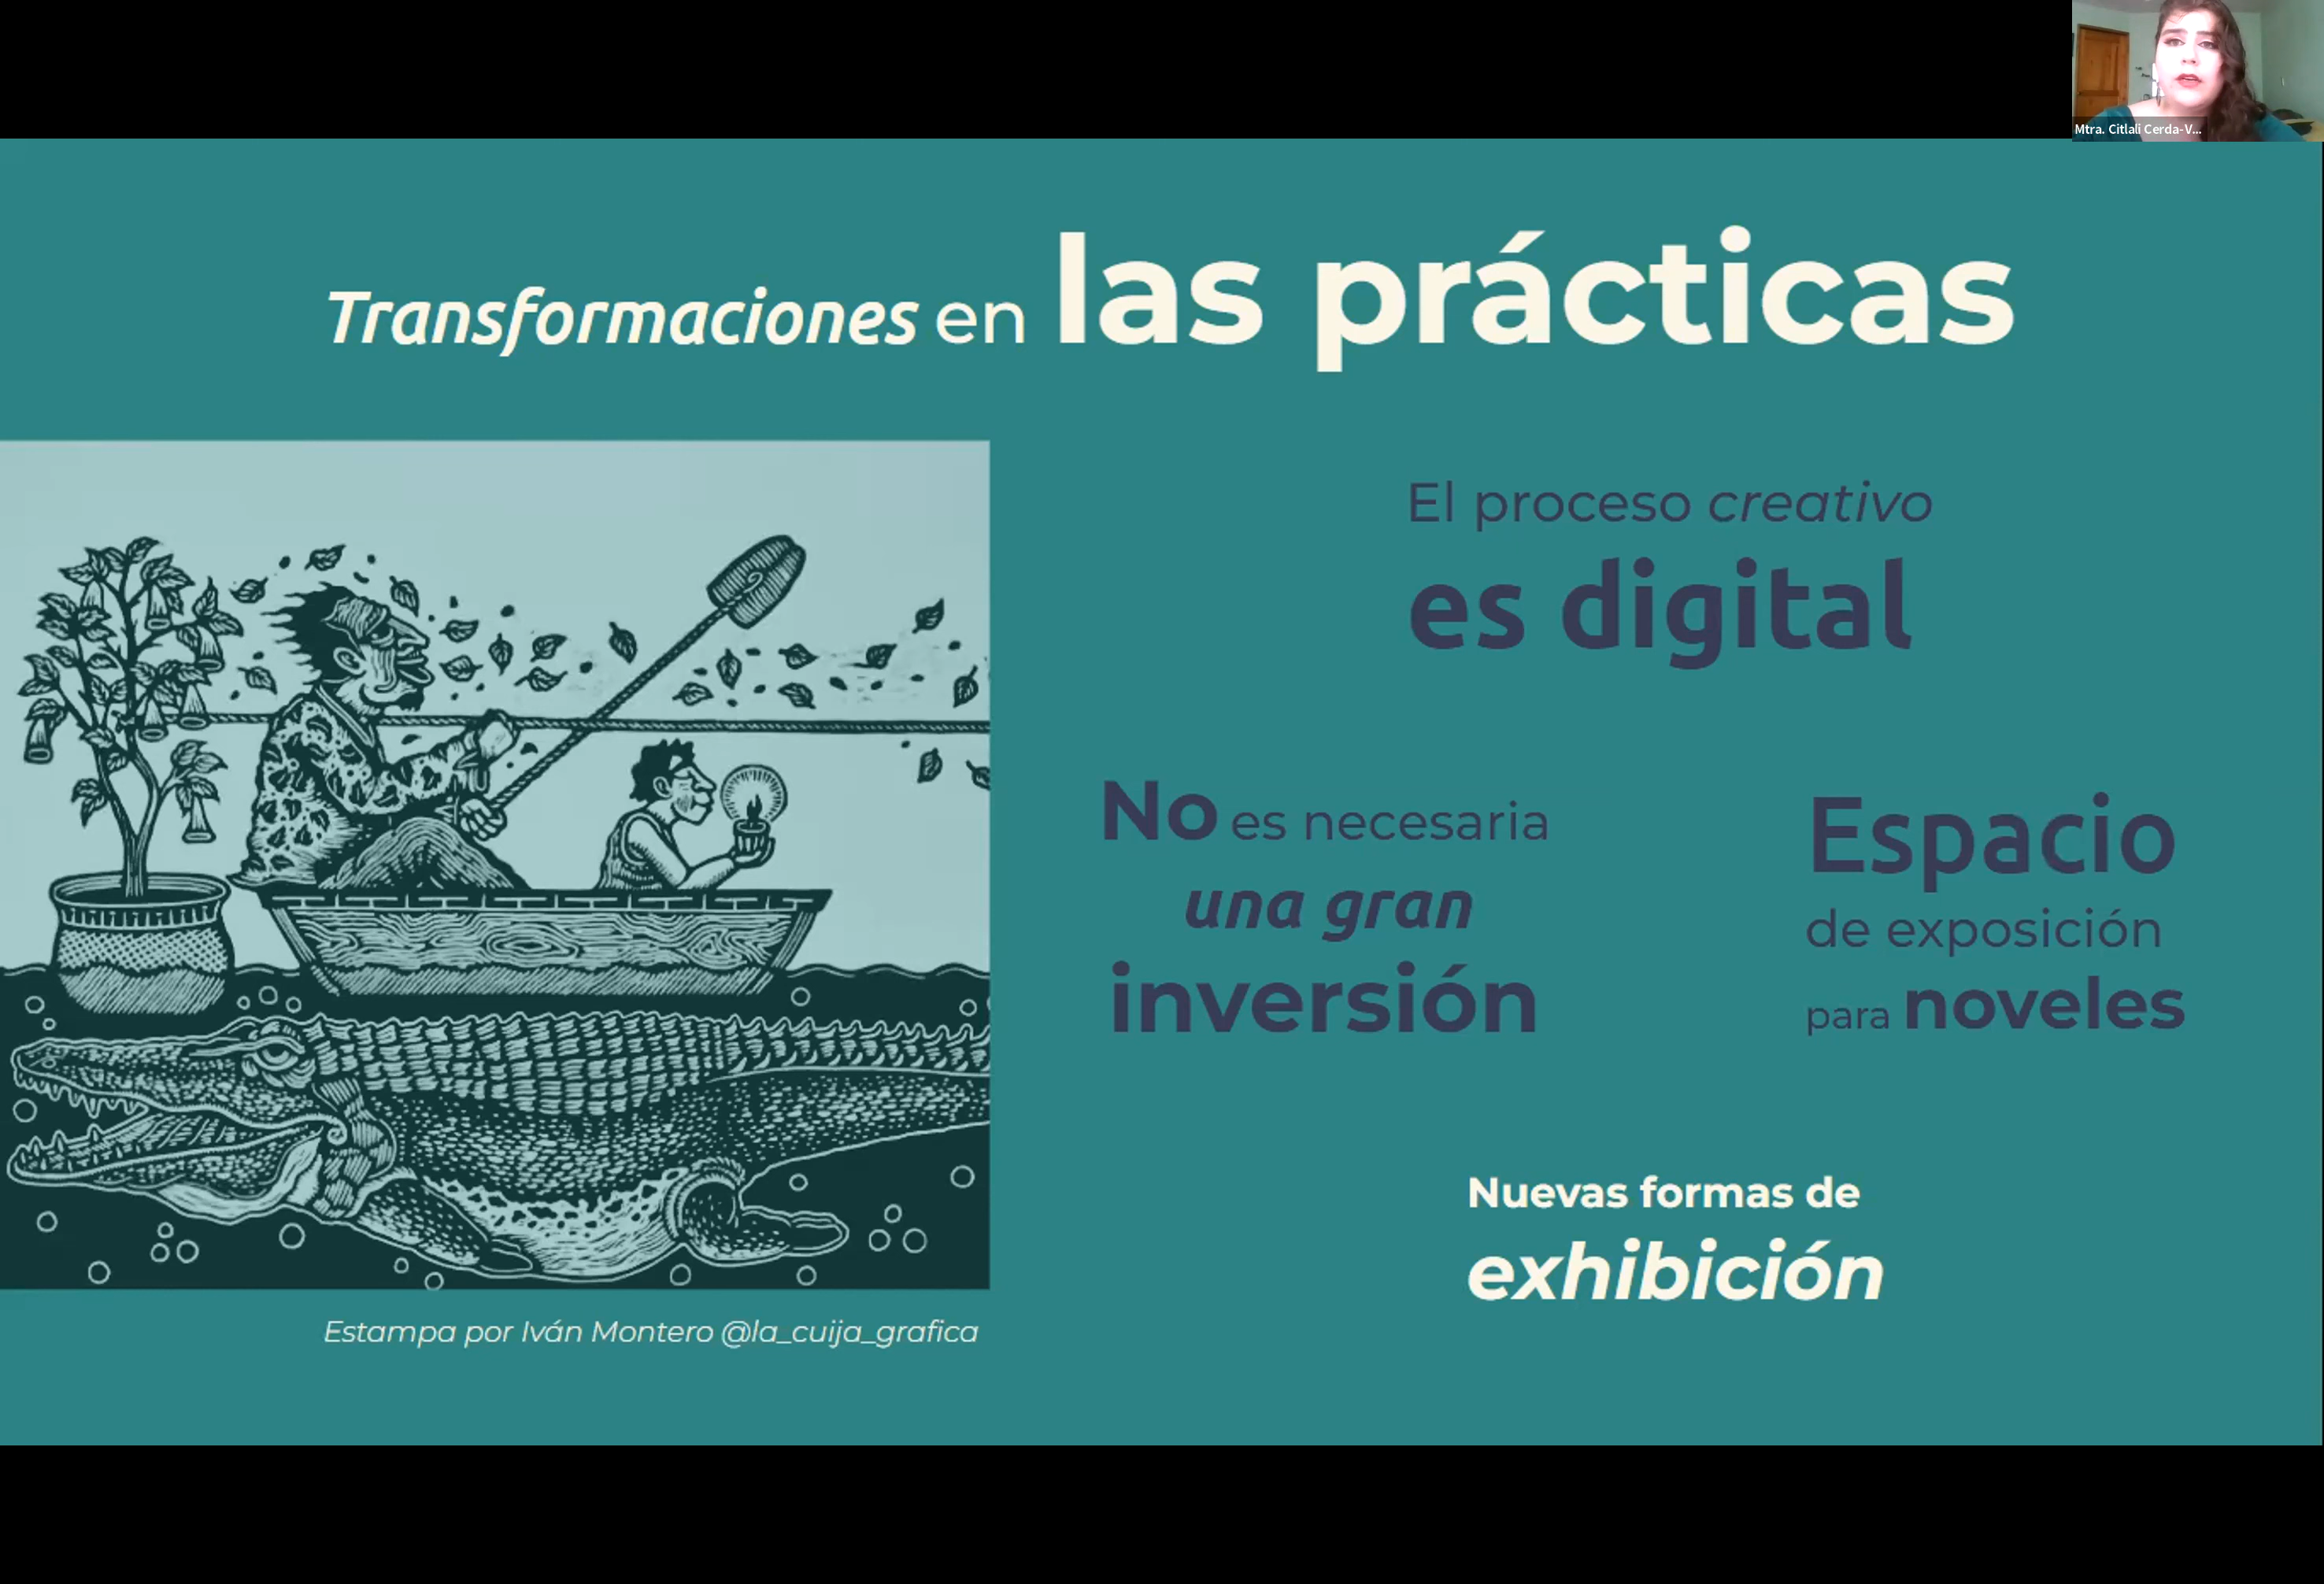 Mtra. Citlali Cerda-V...
Transformaciones en las prácticas
El proceso creativo
es digital
No es necesaria
una gran
inversión
Espacio
de exposición
para noveles
Nuevas formas de
exhibición
Estampa por Iván Montero @la_cuija_grafica